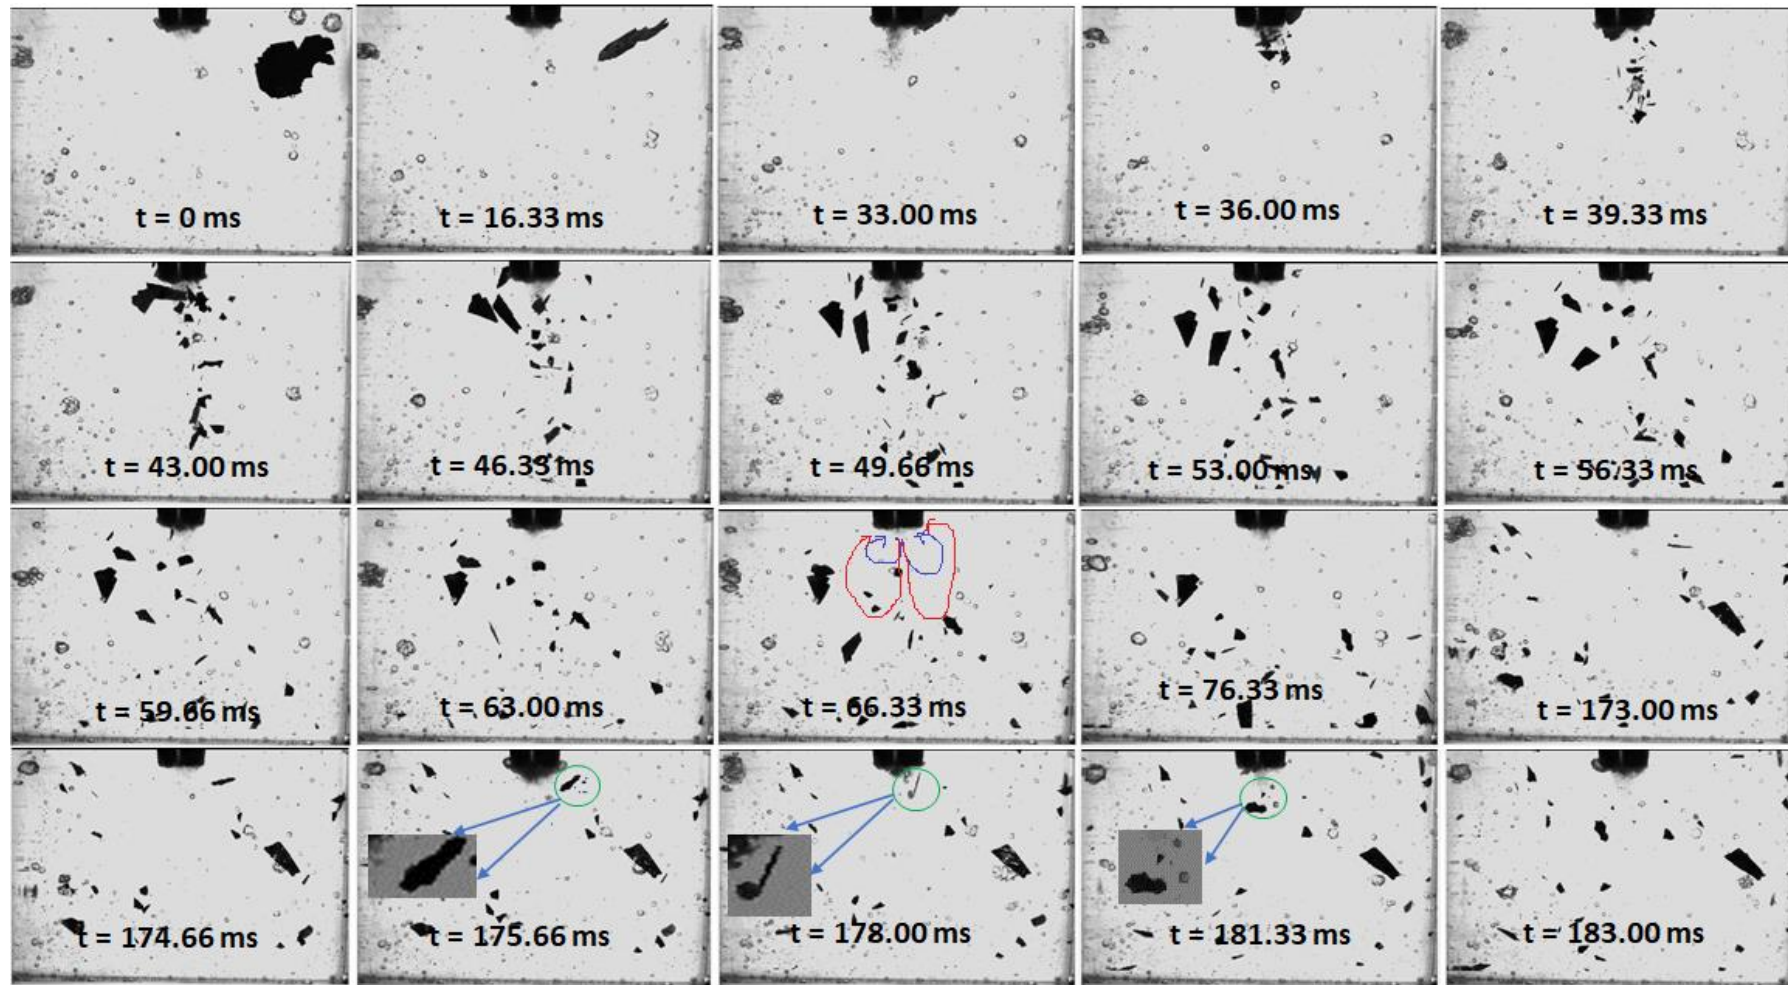 t = 0 ms
t = 16.33 ms
t = 33.00 ms
t = 36.00 ms
t = 39.33 ms
t = 43.00 ms
t = 46.33 ms
t = 49.66 ms
t = 53.00 ms
t = 56.33 ms
t = 59.66 ms
t = 63.00 ms
t = 66.33 ms
t = 76.33 ms
t = 173.00 ms
t = 174.66 ms
t = 175.66 ms
t = 178.00 ms
t = 181.33 ms
t = 183.00 ms